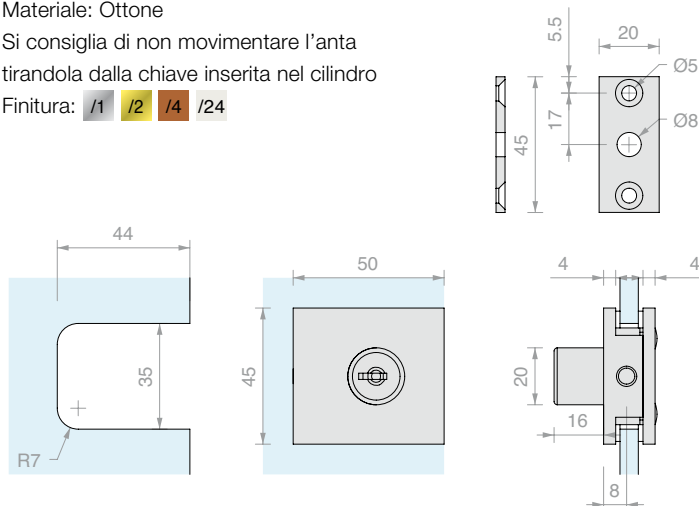 Materiale: Ottone
Si consiglia di non movimentare l’anta
tirandola dalla chiave inserita nel cilindro
Finitura: /1 /2 /4 /24
5.5
20
Ø5
17
45
Ø8
44
50
4
4
35
45
20
16
R7
8